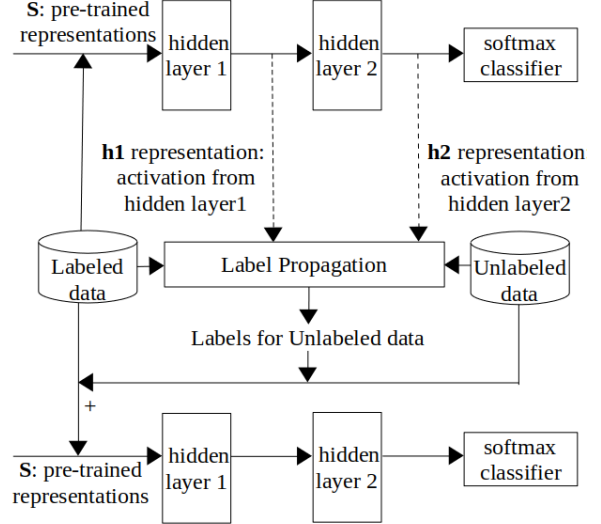 S: pre-trained
representations
hidden
layer 1
hidden
layer 2
softmax
classifier
h1 representation:
activation from
hidden layer1
h2 representation
activation from
hidden layer2
Labeled
data
Label Propagation
Unlabeled
data
Labels for Unlabeled data
+
S: pre-trained
representations
hidden
layer 1
hidden
layer 2
softmax
classifier